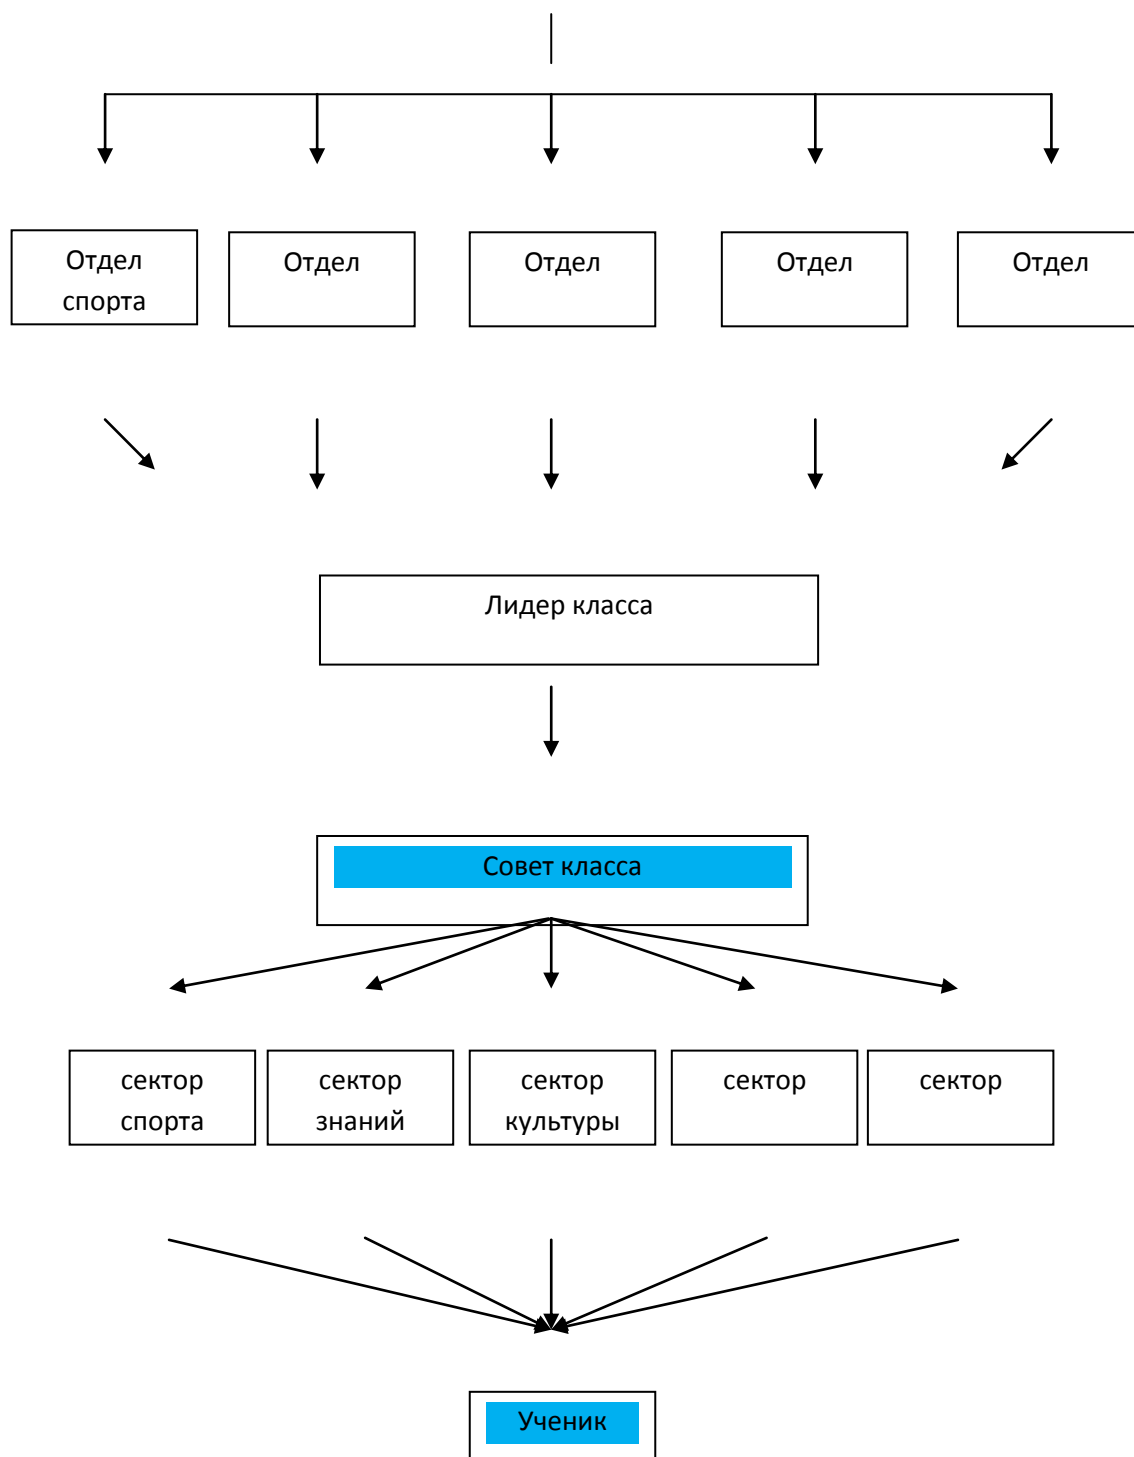 Отдел
спорта
Отдел
Отдел
Отдел
Отдел
Лидер класса
Совет класса
сектор
спорта
сектор
знаний
сектор
культуры
сектор
сектор
Ученик